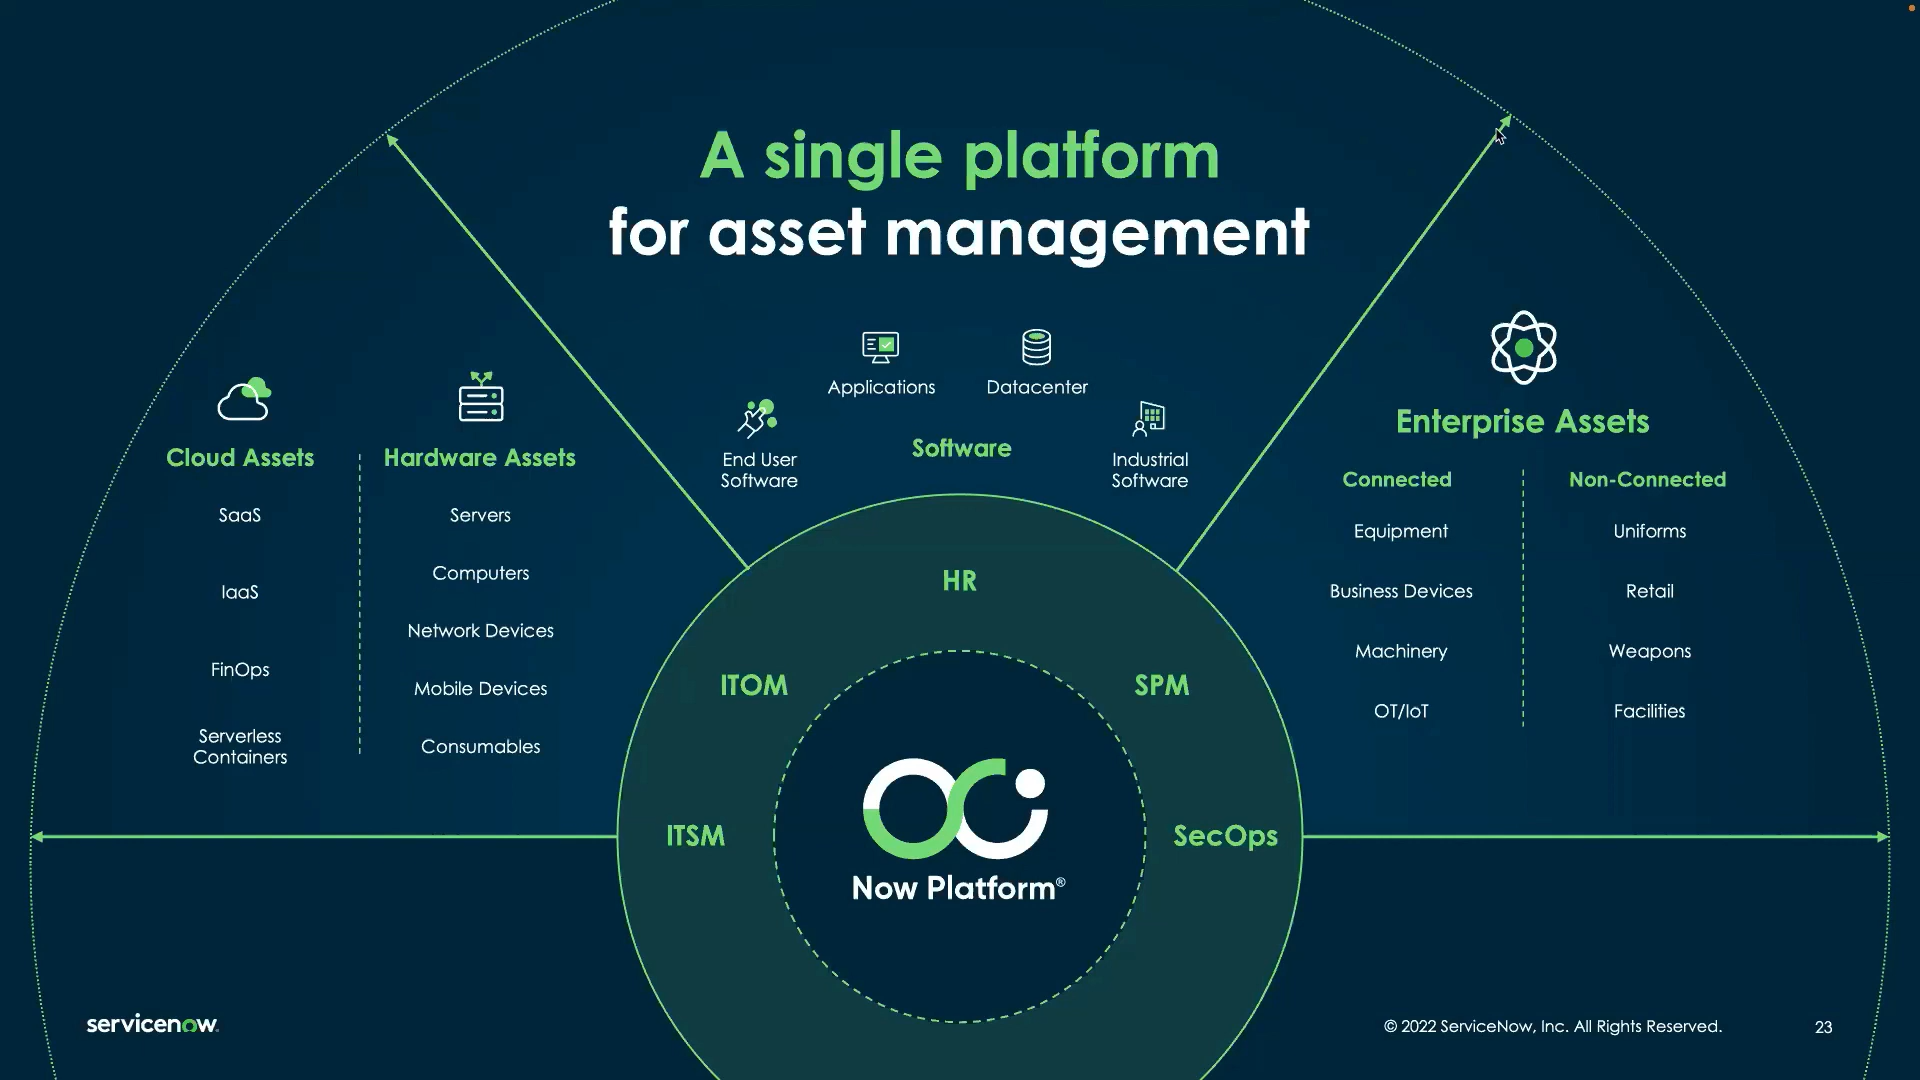 A single platform
for asset management
Cloud Assets
SaaS
IaaS
FinOps
Serverless
Containers
Hardware Assets
Servers
Computers
Network Devices
Mobile Devices
Consumables
End User
Software
Applications
Datacenter
Software
Industrial
Software
Enterprise Assets
Connected
Equipment
Business Devices
Machinery
OT/IoT
Non-Connected
Uniforms
Retail
Weapons
Facilities
HR
ITOM
SPM
ITSM
SecOps
Now Platform®
servicenow
© 2022 ServiceNow, Inc. All Rights Reserved.
23